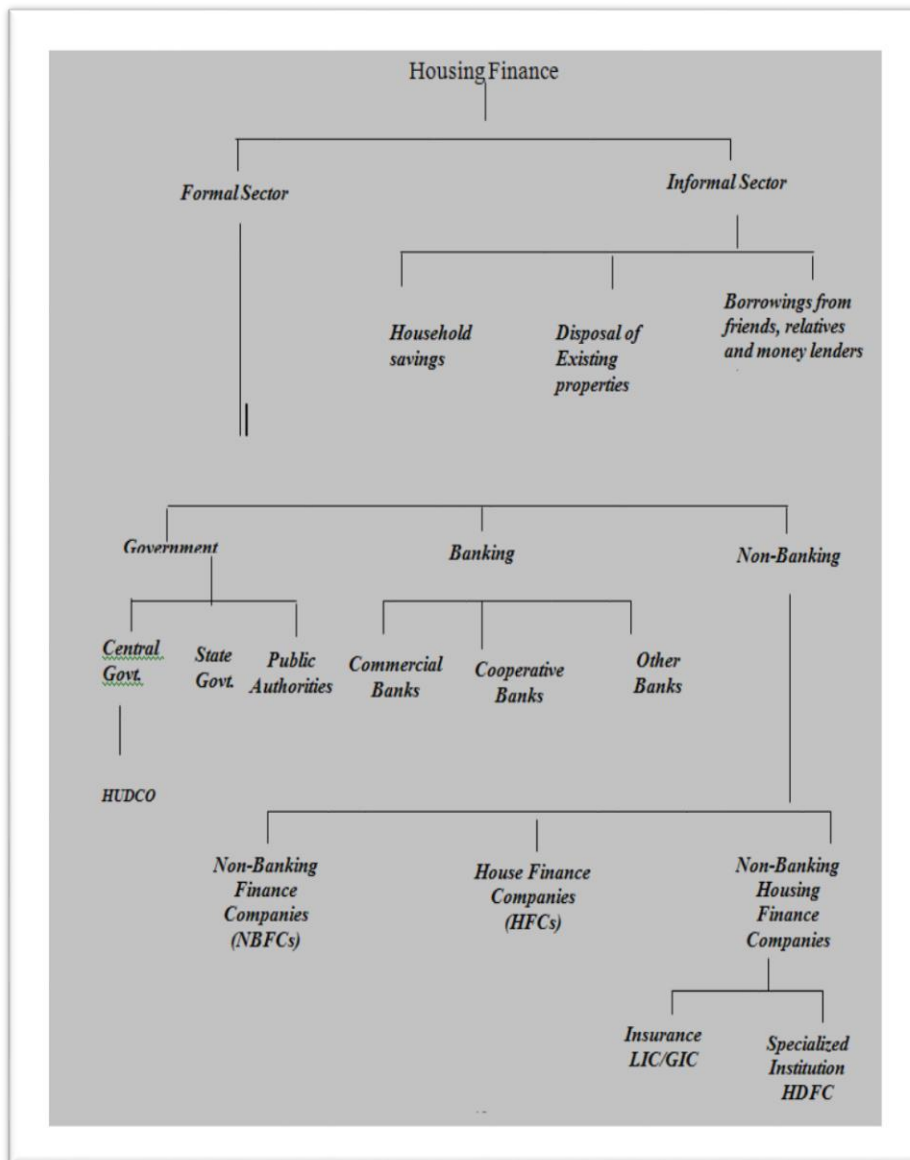 Housing Finance
Formal Sector
Informal Sector
Household
savings
Disposal of
Existing
properties
Borrowings from
friends, relatives
and money lenders
Government
Banking
Non-Banking
Central
Govt.
State
Govt.
Public
Authorities
Commercial
Banks
Cooperative
Banks
Other
Banks
HUDCO
Non-Banking
Finance
Companies
(NBFCs)
House Finance
Companies
(HFCs)
Non-Banking
Housing
Finance
Companies
Insurance
LIC/GIC
Specialized
Institution
HDFC